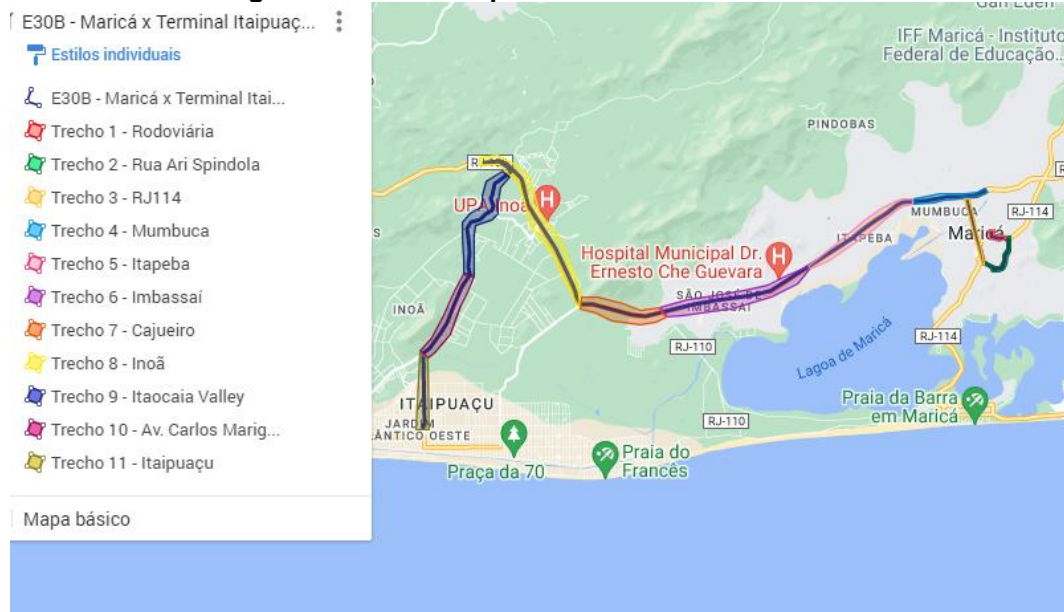 E30B - Maricá x Terminal Itaipuaç...
Estilos individuais
E30B - Maricá x Terminal Itai...
Trecho 1 - Rodoviária
Trecho 2 - Rua Ari Spindola
Trecho 3 - RJ114
Trecho 4 - Mumbuca
Trecho 5 - Itapeba
Trecho 6 - Imbassaí
Trecho 7 - Cajueiro
Trecho 8 - Inoã
Trecho 9 - Itaocaia Valley
Trecho 10 - Av. Carlos Marig...
Trecho 11 - Itaipuaçu
Mapa básico
IFF Maricá - Instituto
Federal de Educação...
PINDOBAS
UPA Inoã
MUMBUCA
RJ-114
Maricá
ITAPEBA
Hospital Municipal Dr.
Ernesto Che Guevara
SÃO JOSÉ DE
IMBASSAI
INOÃ
RJ-110
RJ-114
Lagoa de Maricá
ITAIPUAÇU
JARDIM
ATLÂNTICO OESTE
RJ-110
Praia da Barra
em Maricá
Praça da 70
Praia do
Francês